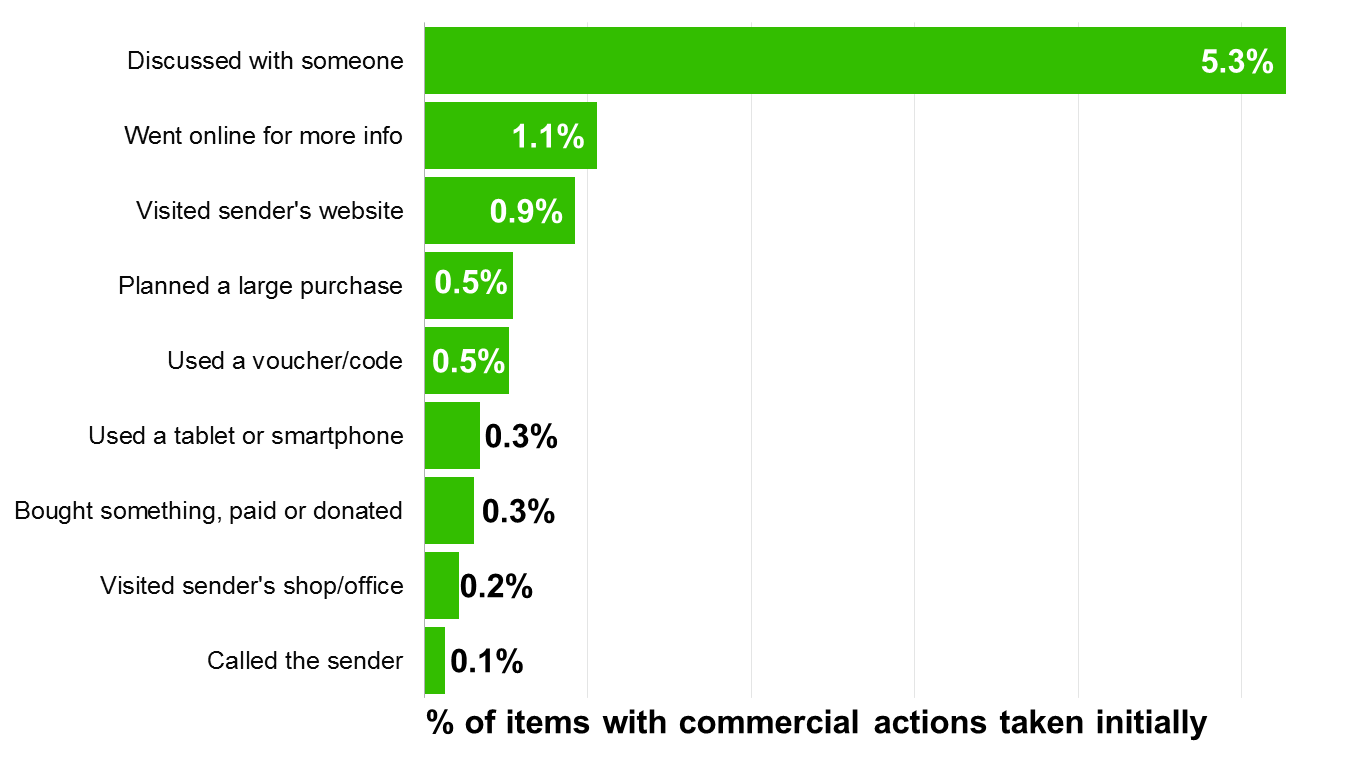 Discussed with someone 5.3%
Went online for more info 1.1%
Visited sender's website 0.9%
Planned a large purchase 0.5%
Used a voucher/code 0.5%
Used a tablet or smartphone 0.3%
Bought something, paid or donated 0.3%
Visited sender's shop/office 0.2%
Called the sender 0.1%
% of items with commercial actions taken initially